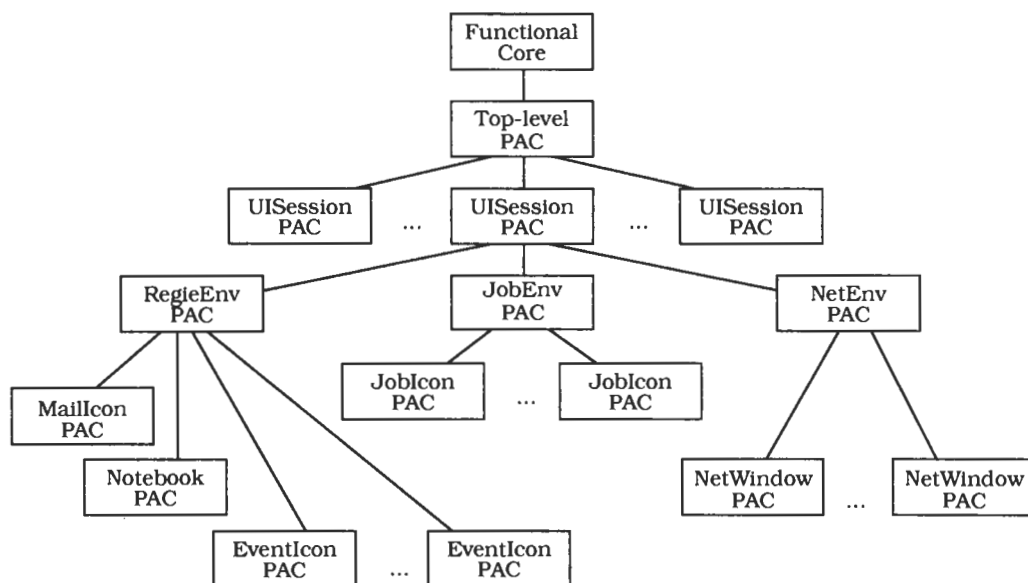 Functional
Core
Top-level
PAC
UISession
PAC
...
UISession
PAC
...
UISession
PAC
RegieEnv
PAC
JobEnv
PAC
NetEnv
PAC
MailIcon
PAC
JobIcon
PAC
...
JobIcon
PAC
Notebook
PAC
NetWindow
PAC
...
NetWindow
PAC
EventIcon
PAC
...
EventIcon
PAC